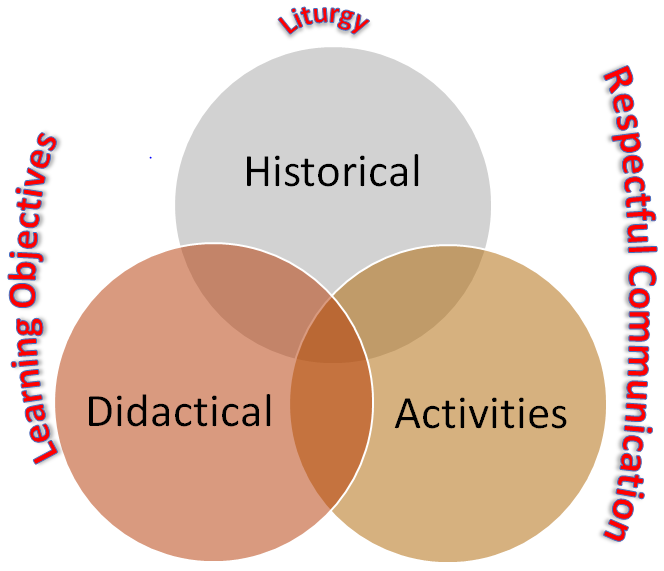 Liturgy
Historical
Learning Objectives
Respectful Communication
Didactical
Activities